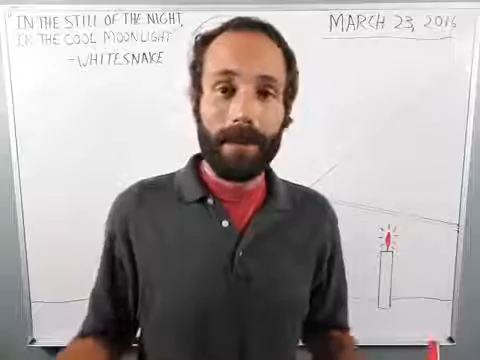 "IN THE STILL OF THE NIGHT,
IN THE COOL MOONLIGHT"
- WHITESNAKE
MARCH 23, 2016